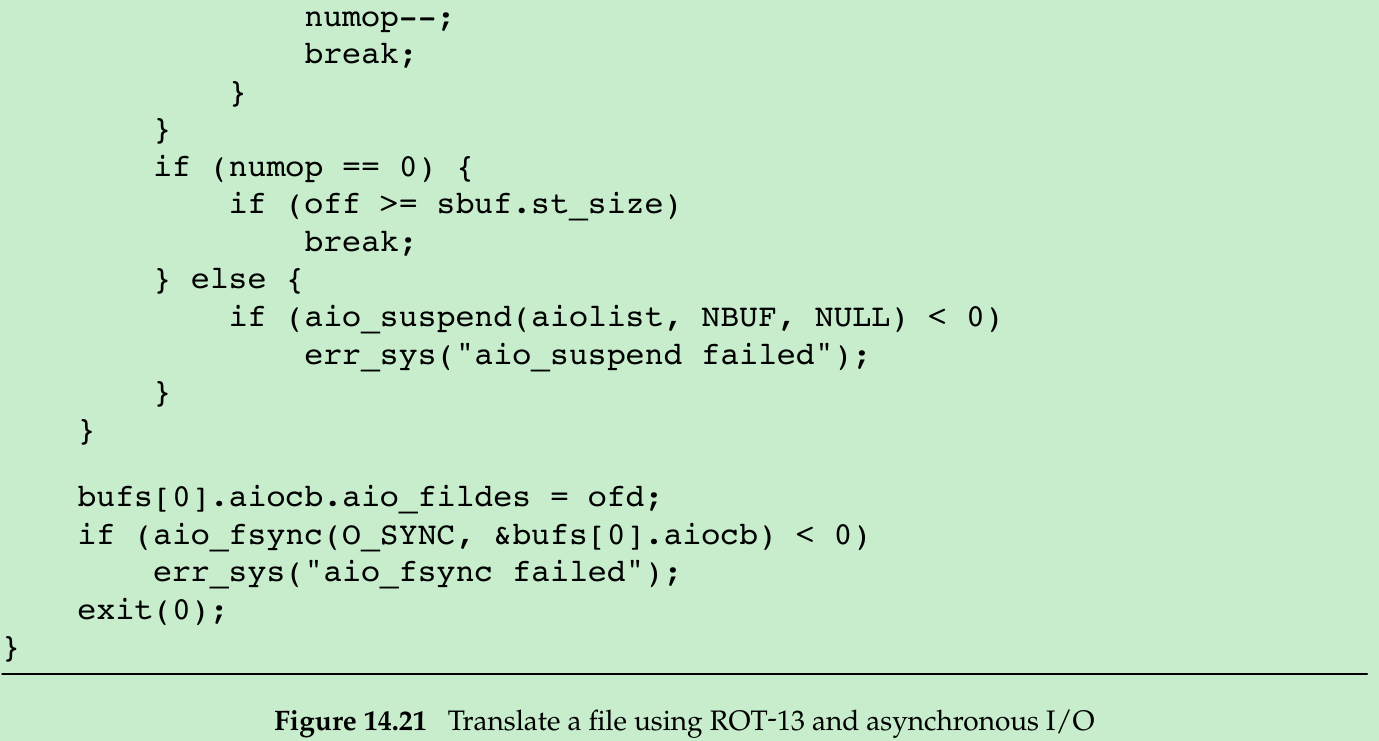 numop--;
                break;
            }
        }
        if (numop == 0) {
            if (off >= sbuf.st_size)
                break;
        } else {
            if (aio_suspend(aiolist, NBUF, NULL) < 0)
                err_sys("aio_suspend failed");
        }
    }

    bufs[0].aiocb.aio_fildes = ofd;
    if (aio_fsync(O_SYNC, &bufs[0].aiocb) < 0)
        err_sys("aio_fsync failed");
    exit(0);
}
Figure 14.21 Translate a file using ROT-13 and asynchronous I/O